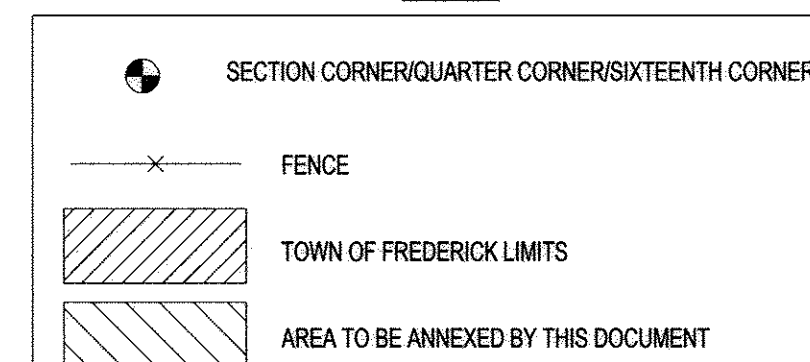 SECTION CORNER/QUARTER CORNER/SIXTEENTH CORNER
FENCE
TOWN OF FREDERICK LIMITS
AREA TO BE ANNEXED BY THIS DOCUMENT